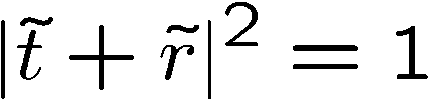 |t̃ + r̃|² = 1